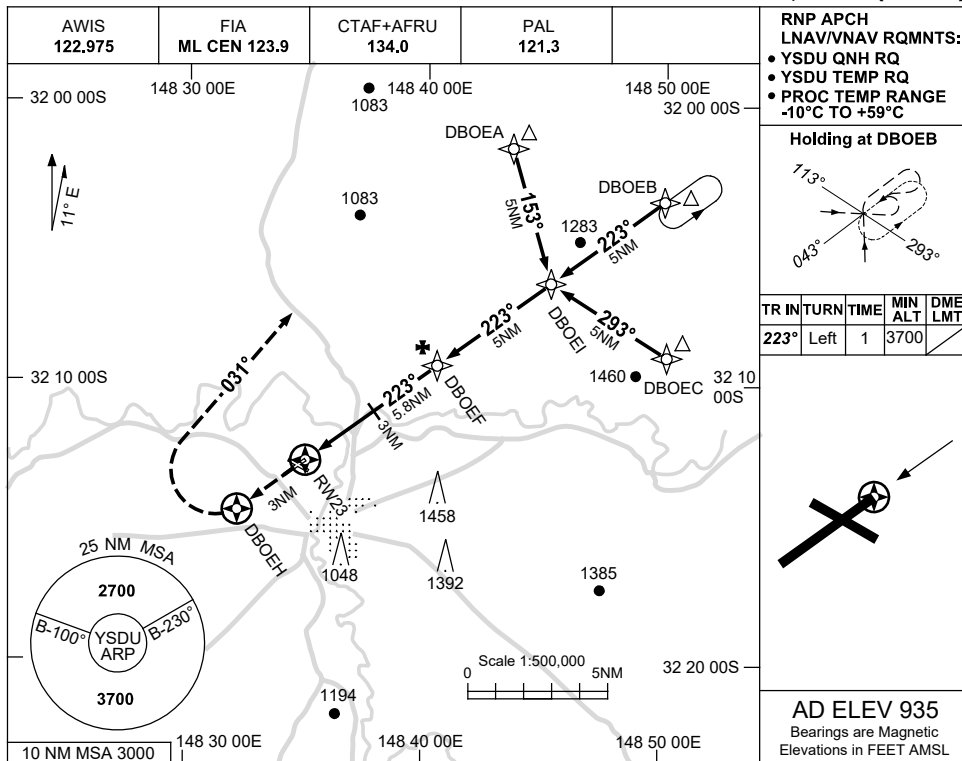 AWIS
122.975
FIA
ML CEN 123.9
CTAF+AFRU
134.0
PAL
121.3
RNP APCH
LNAV/VNAV RQMNTS:
• YSDU QNH RQ
• YSDU TEMP RQ
• PROC TEMP RANGE
-10°C TO +59°C
148 30 00E
148 40 00E
148 50 00E
32 00 00S
32 00 00S
1083
DBOEA
DBOEB
11° E
1083
153°
5NM
1283
223°
5NM
Holding at DBOEB
113°
043°
293°
TR IN TURN TIME MIN ALT DME LMT
223° Left 1 3700
223°
5NM
DBOEI
293°
5NM
DBOEC
1460
32 10 00S
32 10
00S
031°
223°
5.8NM
DBOEF
3NM
RW23
3NM
DBOEH
1458
1048
1392
1385
25 NM MSA
2700
B-100°
YSDU
ARP
B-230°
3700
Scale 1:500,000
0
5NM
32 20 00S
1194
10 NM MSA 3000
148 30 00E
148 40 00E
148 50 00E
AD ELEV 935
Bearings are Magnetic
Elevations in FEET AMSL